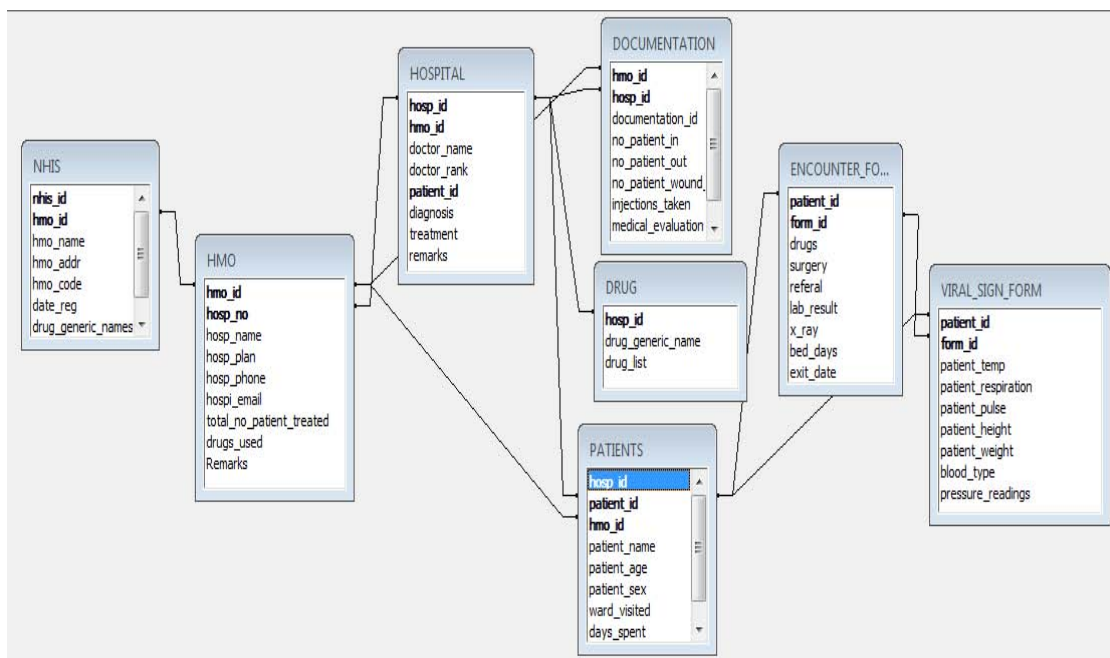 NHIS
nhis_id
hmo_id
hmo_name
hmo_addr
hmo_code
date_reg
drug_generic_names
HMO
hmo_id
hosp_no
hosp_name
hosp_plan
hosp_phone
hospi_email
total_no_patient_treated
drugs_used
Remarks
HOSPITAL
hosp_id
hmo_id
doctor_name
doctor_rank
patient_id
diagnosis
treatment
remarks
DOCUMENTATION
hmo_id
hosp_id
documentation_id
no_patient_in
no_patient_out
no_patient_wound_
injections_taken
medical_evaluation
DRUG
hosp_id
drug_generic_name
drug_list
PATIENTS
hosp_id
patient_id
hmo_id
patient_name
patient_age
patient_sex
ward_visited
days_spent
ENCOUNTER_FO...
patient_id
form_id
drugs
surgery
referal
lab_result
x_ray
bed_days
exit_date
VIRAL_SIGN_FORM
patient_id
form_id
patient_temp
patient_respiration
patient_pulse
patient_height
patient_weight
blood_type
pressure_readings